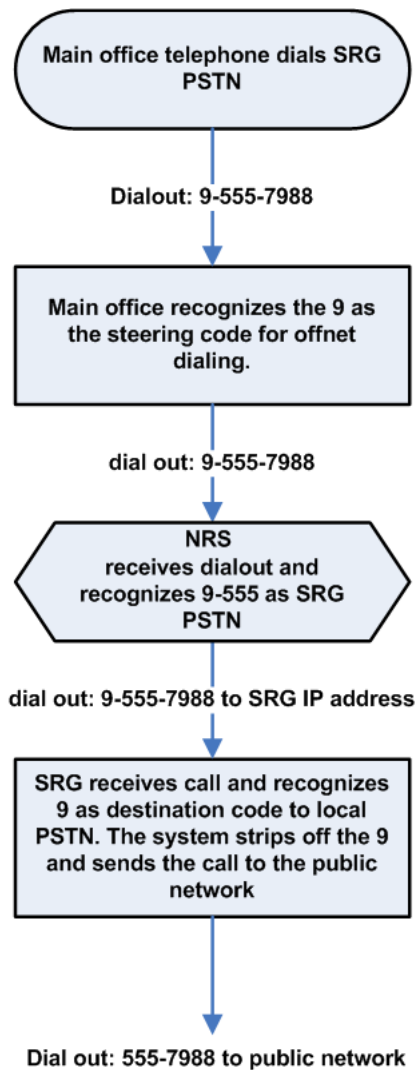 Main office telephone dials SRG
PSTN
Dialout: 9-555-7988
Main office recognizes the 9 as
the steering code for offnet
dialing.
dial out: 9-555-7988
NRS
receives dialout and
recognizes 9-555 as SRG
PSTN
dial out: 9-555-7988 to SRG IP address
SRG receives call and recognizes
9 as destination code to local
PSTN. The system strips off the 9
and sends the call to the public
network
Dial out: 555-7988 to public network